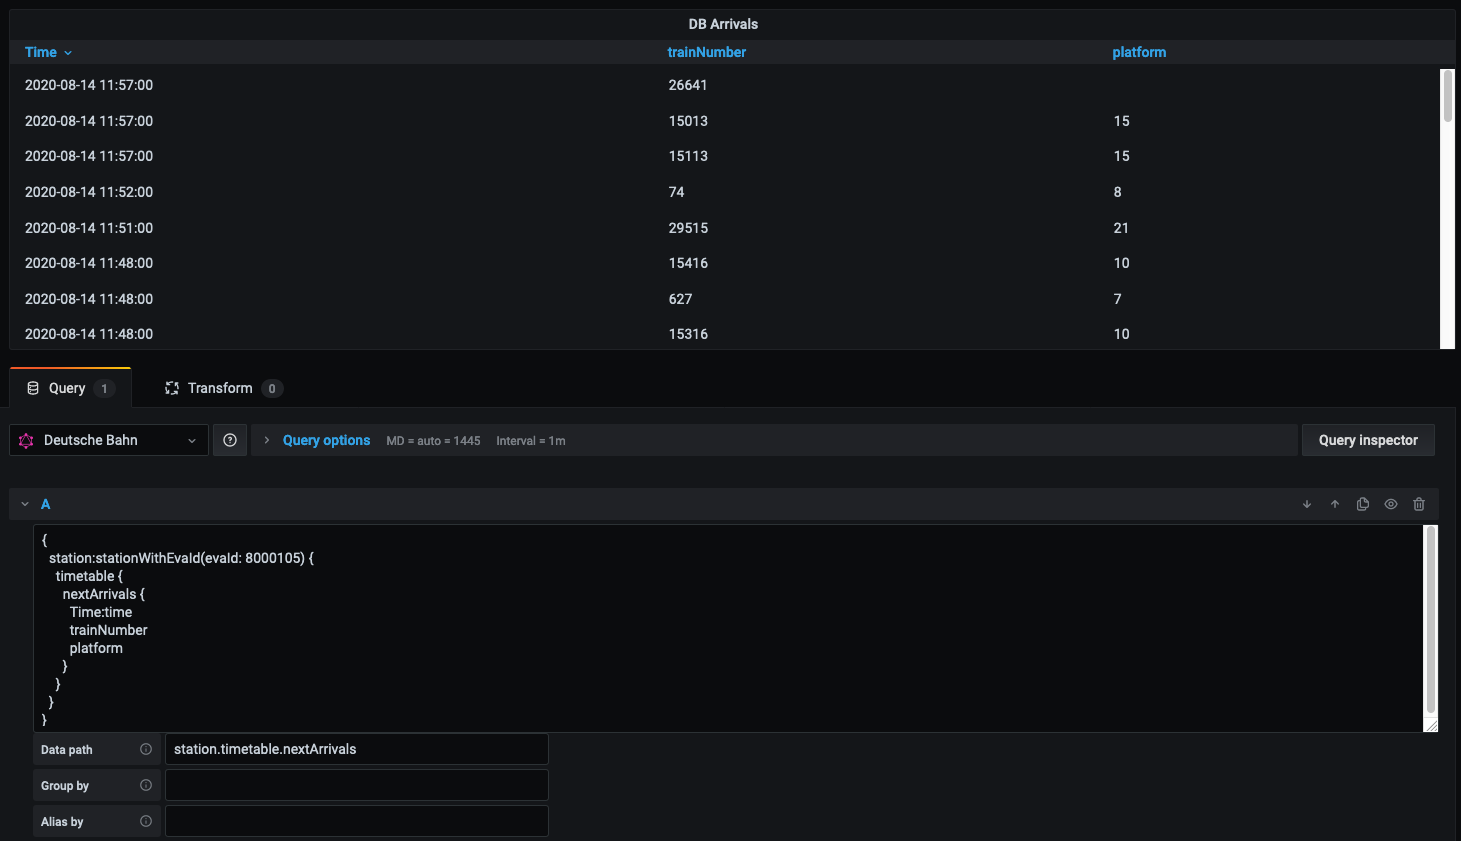 DB Arrivals
Time trainNumber platform
2020-08-14 11:57:00 26641
2020-08-14 11:57:00 15013 15
2020-08-14 11:57:00 15113 15
2020-08-14 11:52:00 74 8
2020-08-14 11:51:00 29515 21
2020-08-14 11:48:00 15416 10
2020-08-14 11:48:00 627 7
2020-08-14 11:48:00 15316 10
Query 1 Transform 0
Deutsche Bahn Query options MD = auto = 1445 Interval = 1m Query inspector
A
{
station:stationWithEvaId(evaId: 8000105) {
timetable {
nextArrivals {
Time:time
trainNumber
platform
}
}
}
}
Data path station.timetable.nextArrivals
Group by
Alias by